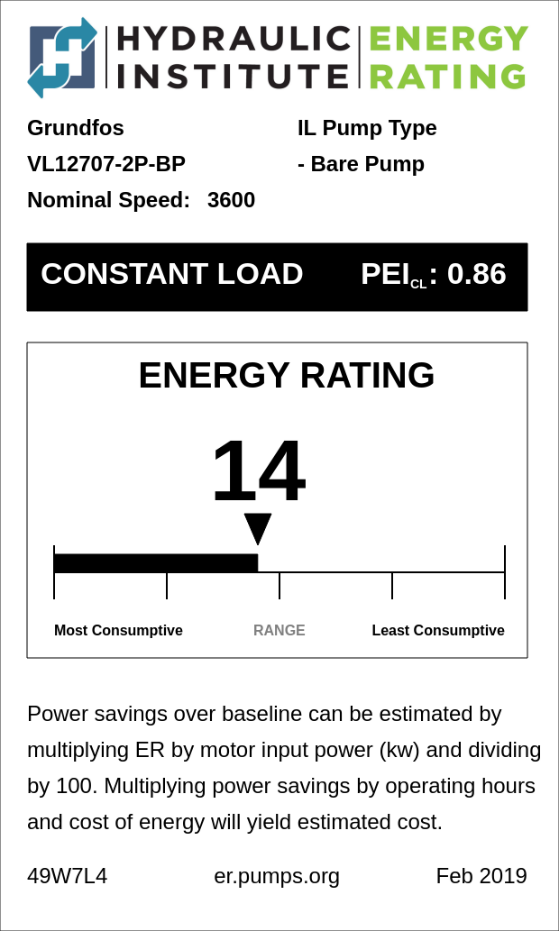 HYDRAULIC INSTITUTE ENERGY RATING
Grundfos IL Pump Type
VL12707-2P-BP - Bare Pump
Nominal Speed: 3600
CONSTANT LOAD PEICL: 0.86
ENERGY RATING
14
Most Consumptive RANGE Least Consumptive
Power savings over baseline can be estimated by
multiplying ER by motor input power (kw) and dividing
by 100. Multiplying power savings by operating hours
and cost of energy will yield estimated cost.
49W7L4 er.pumps.org Feb 2019